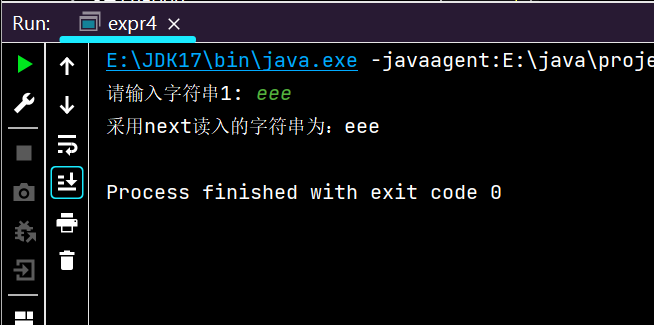 Run: expr4 ×
E:\JDK17\bin\java.exe -javaagent:E:\java\proje
请输入字符串1: eee
采用next读入的字符串为：eee
Process finished with exit code 0